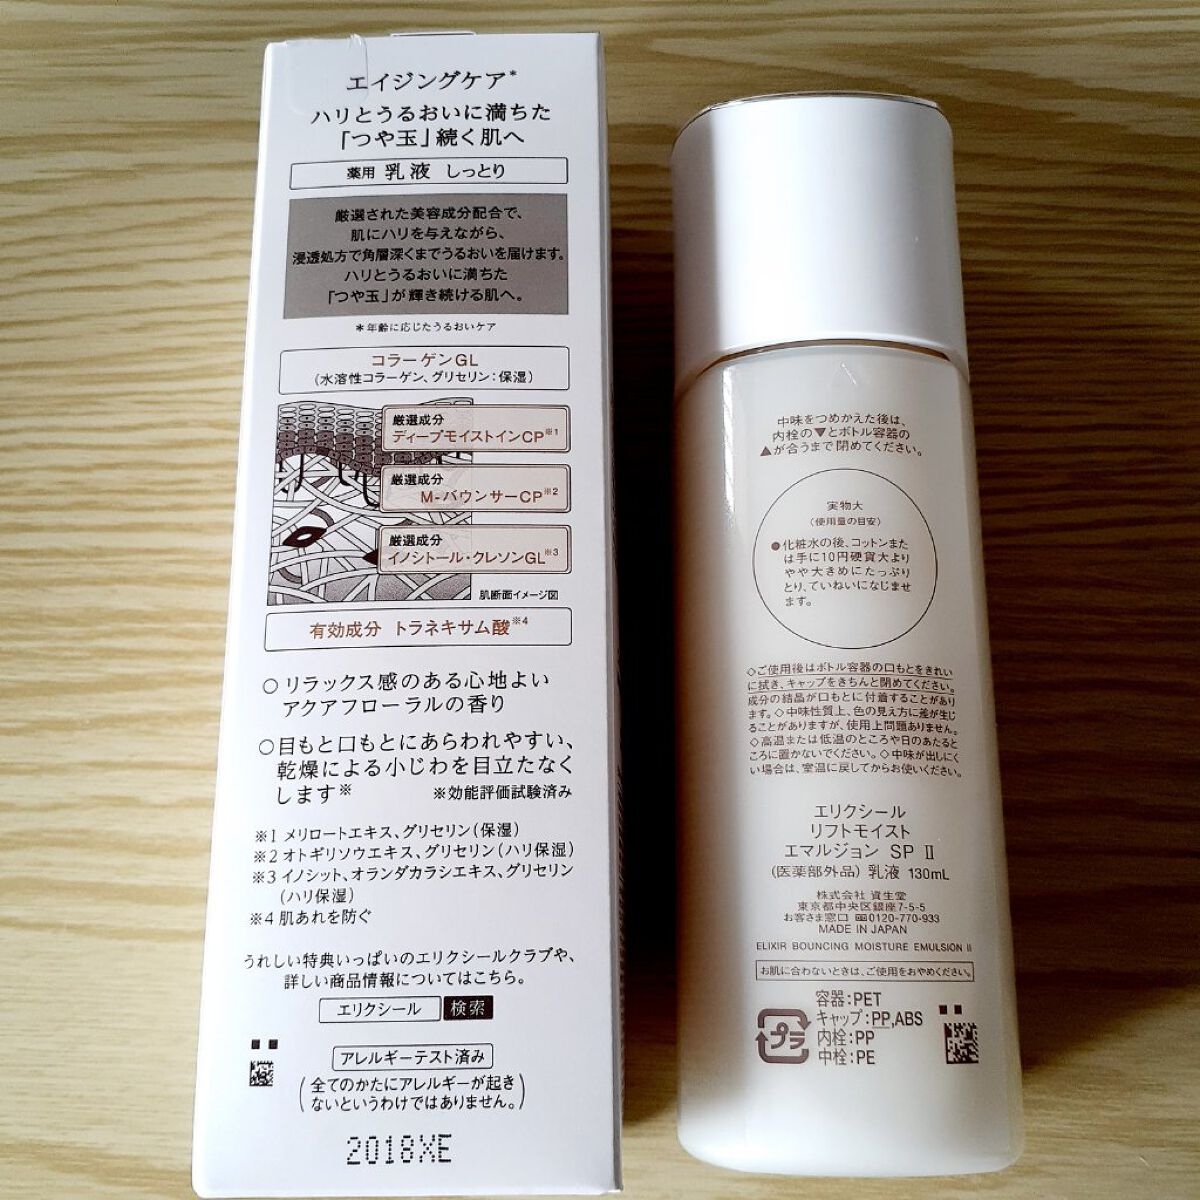 エイジングケア*
ハリとうるおいに満ちた
「つや玉」続く肌へ
薬用 乳液 しっとり
厳選された美容成分配合で、
肌にハリを与えながら、
浸透処方で角層深くまでうるおいを届けます。
ハリとうるおいに満ちた
「つや玉」が輝き続ける肌へ。
*年齢に応じたうるおいケア
コラーゲンGL
(水溶性コラーゲン、グリセリン:保湿)
厳選成分
ディープモイストインCP※1
厳選成分
M-バウンサーCP※2
厳選成分
イノシトール・クレソンGL※3
肌断面イメージ図
有効成分 トラネキサム酸※4
○リラックス感のある心地よい
アクアフローラルの香り
○目もと口もとにあらわれやすい、
乾燥による小じわを目立たなく
します※ ※効能評価試験済み
※1 メリロートエキス、グリセリン(保湿)
※2 オトギリソウエキス、グリセリン(ハリ保湿)
※3 イノシット、オランダカラシエキス、グリセリン
(ハリ保湿)
※4 肌あれを防ぐ
うれしい特典いっぱいのエリクシールクラブや、
詳しい商品情報についてはこちら。
エリクシール 検索
アレルギーテスト済み
(全てのかたにアレルギーが起き
ないというわけではありません。)
2018XE
中味をつめかえた後は、
内栓の▼とボトル容器の
▲が合うまで閉めてください。
実物大
(使用量の目安)
●化粧水の後、コットンまた
は手に10円硬貨大より
やや大きめにたっぷり
とり、ていねいになじませ
ます。
◇ご使用後はボトル容器の口もとをきれい
に拭き、キャップをきちんと閉めてください。
成分の結晶が口もとに付着することがあり
ます。◇中味性質上、色の見え方に差が生じ
ることがありますが、使用上問題ありません。
◇高温または低温のところや日のあたると
ころに置かないでください。◇中味が出しにく
い場合は、室温に戻してからお使いください。
エリクシール
リフトモイスト
エマルジョン SP Ⅱ
(医薬部外品) 乳液 130mL
株式会社 資生堂
東京都中央区銀座7-5-5
お客さま窓口 0120-770-933
MADE IN JAPAN
ELIXIR BOUNCING MOISTURE EMULSION Ⅱ
お肌に合わないときは、ご使用をおやめください。
プラ
容器:PET
キャップ:PP,ABS
内栓:PP
中栓:PE